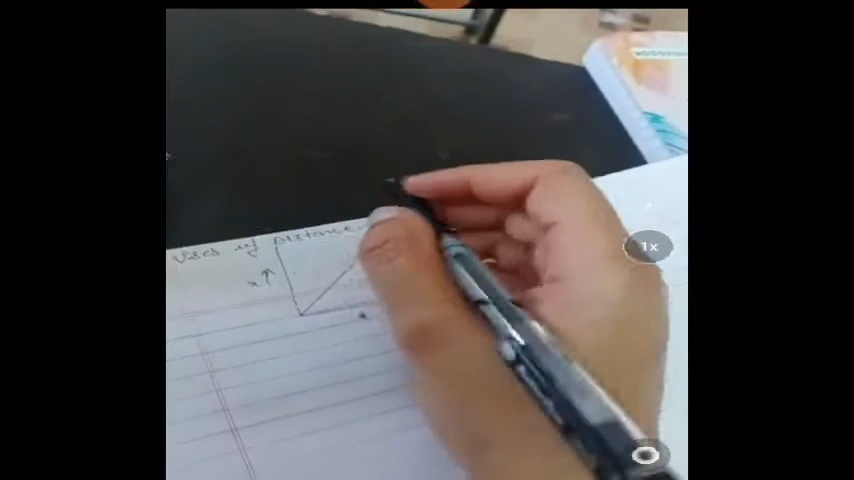 Uses of Distance
x ↑
1x